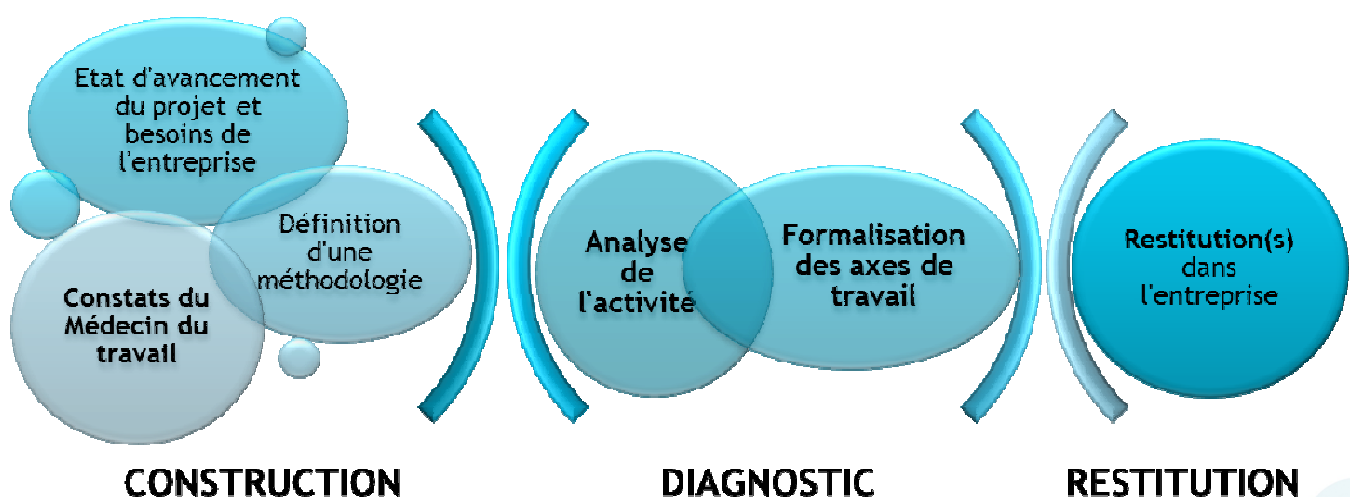 Etat d'avancement
du projet et
besoins de
l'entreprise
Définition
d'une
méthodologie
Constats du
Médecin du
travail
CONSTRUCTION
Analyse
de
l'activité
Formalisation
des axes de
travail
DIAGNOSTIC
Restitution(s)
dans
l'entreprise
RESTITUTION